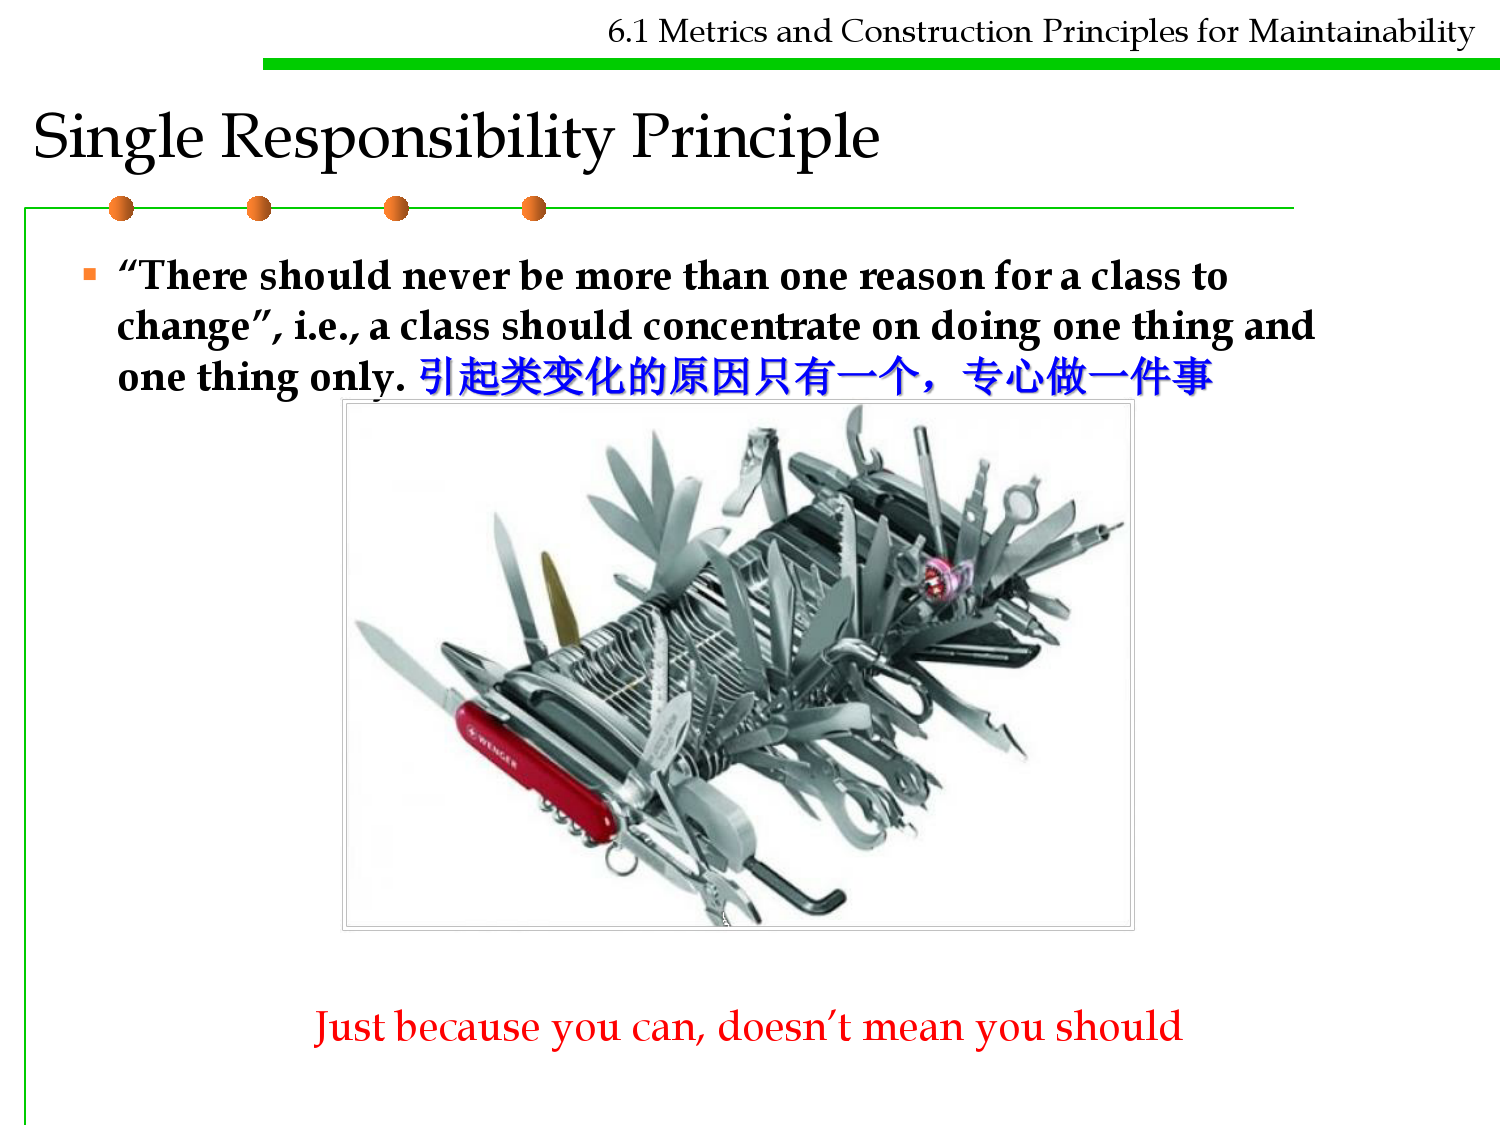 6.1 Metrics and Construction Principles for Maintainability
Single Responsibility Principle
“There should never be more than one reason for a class to
change”, i.e., a class should concentrate on doing one thing and
one thing only. 引起类变化的原因只有一个，专心做一件事
WENGER
Just because you can, doesn’t mean you should